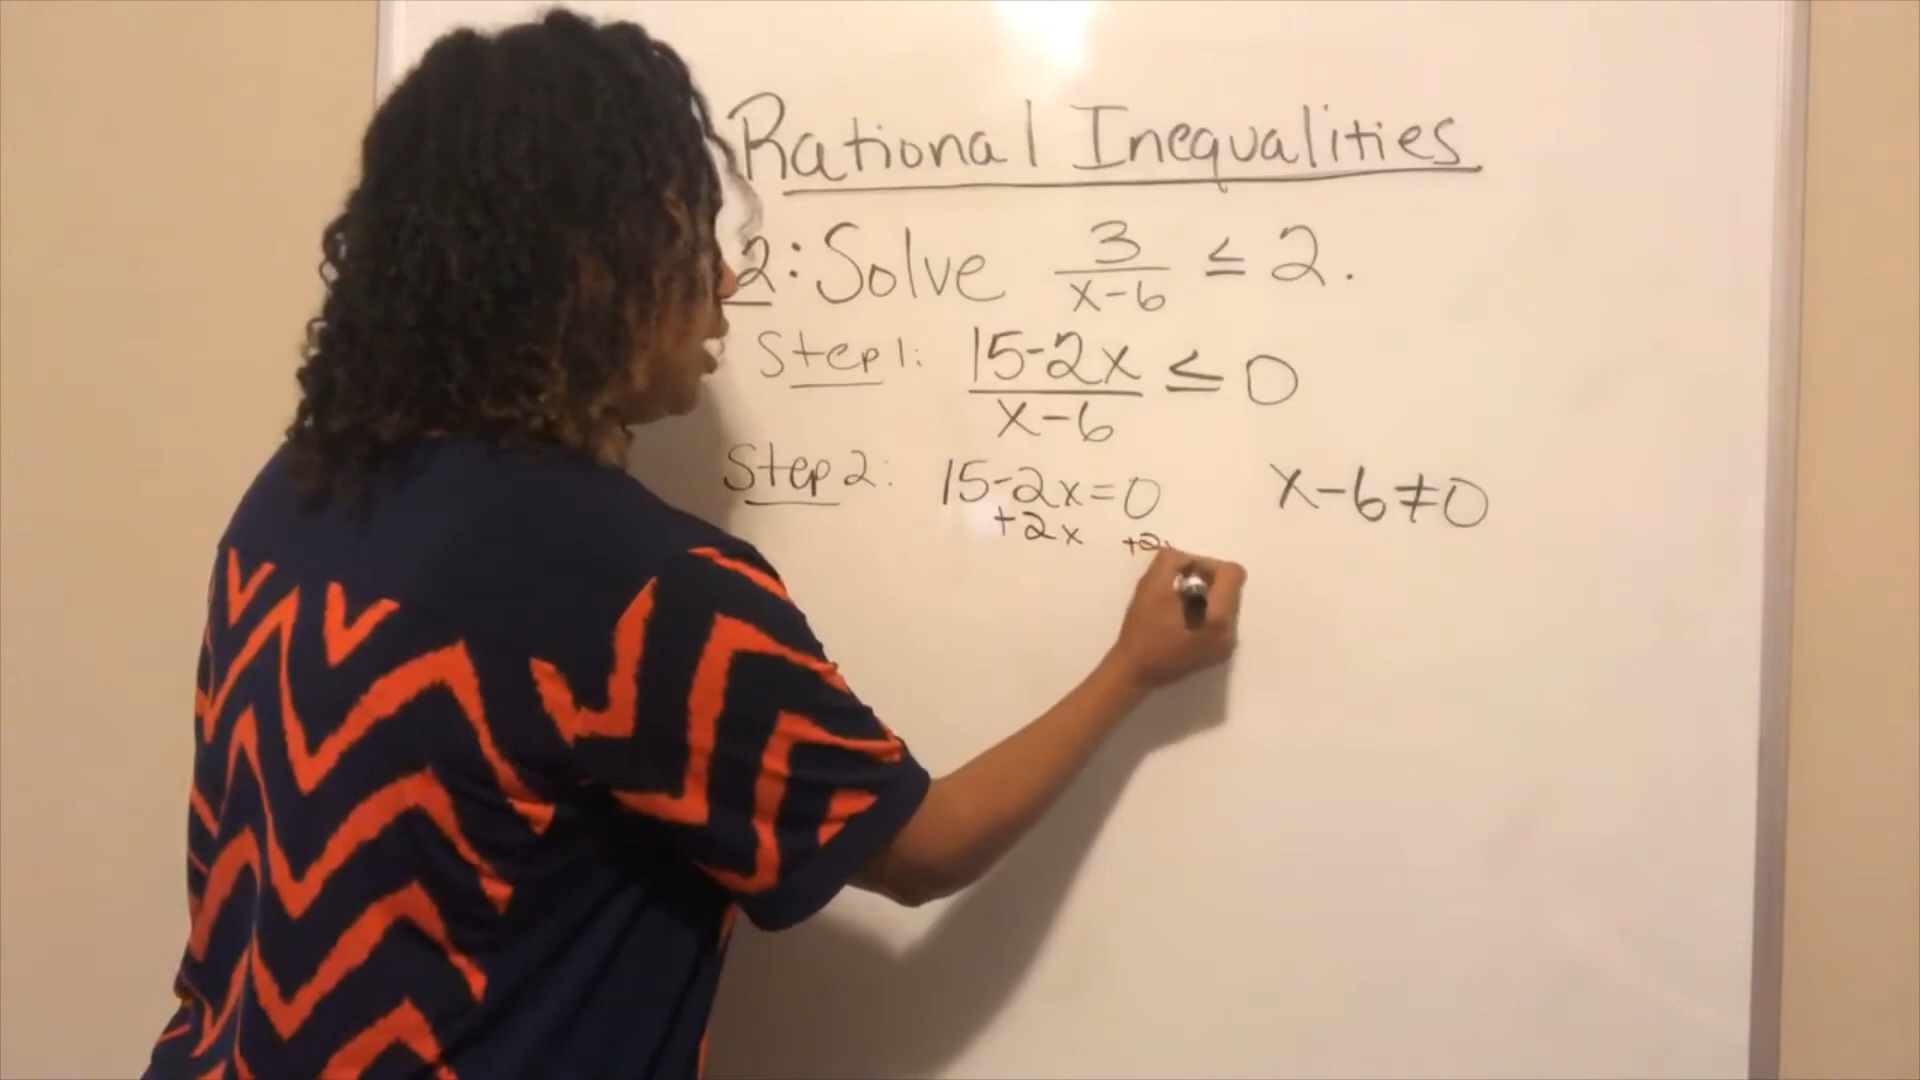 Rational Inequalities
2: Solve 3/(x-6) ≤ 2.
Step 1: (15-2x)/(x-6) ≤ 0
Step 2: 15-2x=0 x-6≠0
+2x +2